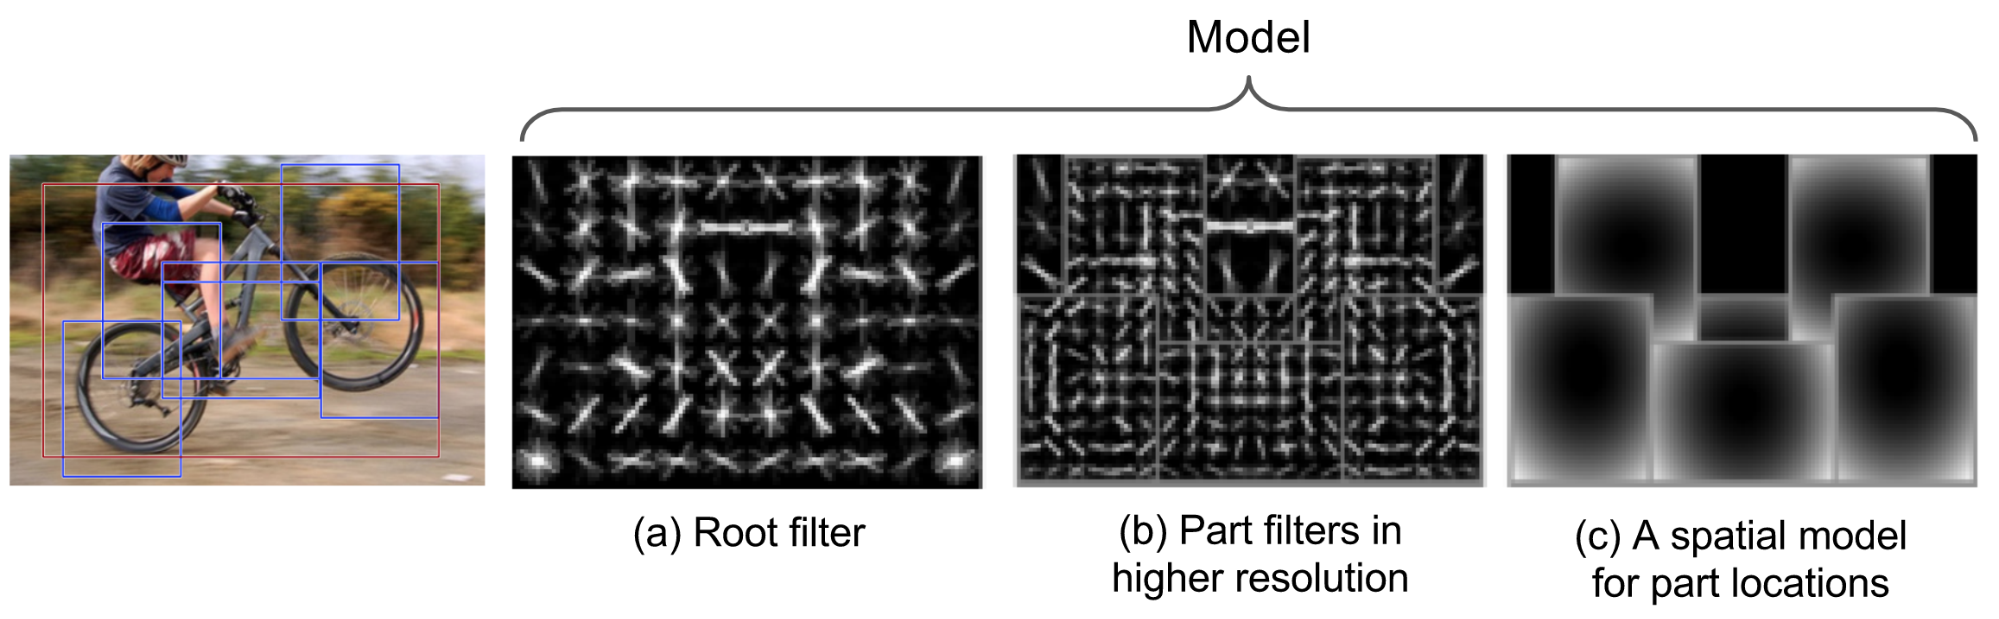 Model
(a) Root filter
(b) Part filters in
higher resolution
(c) A spatial model
for part locations